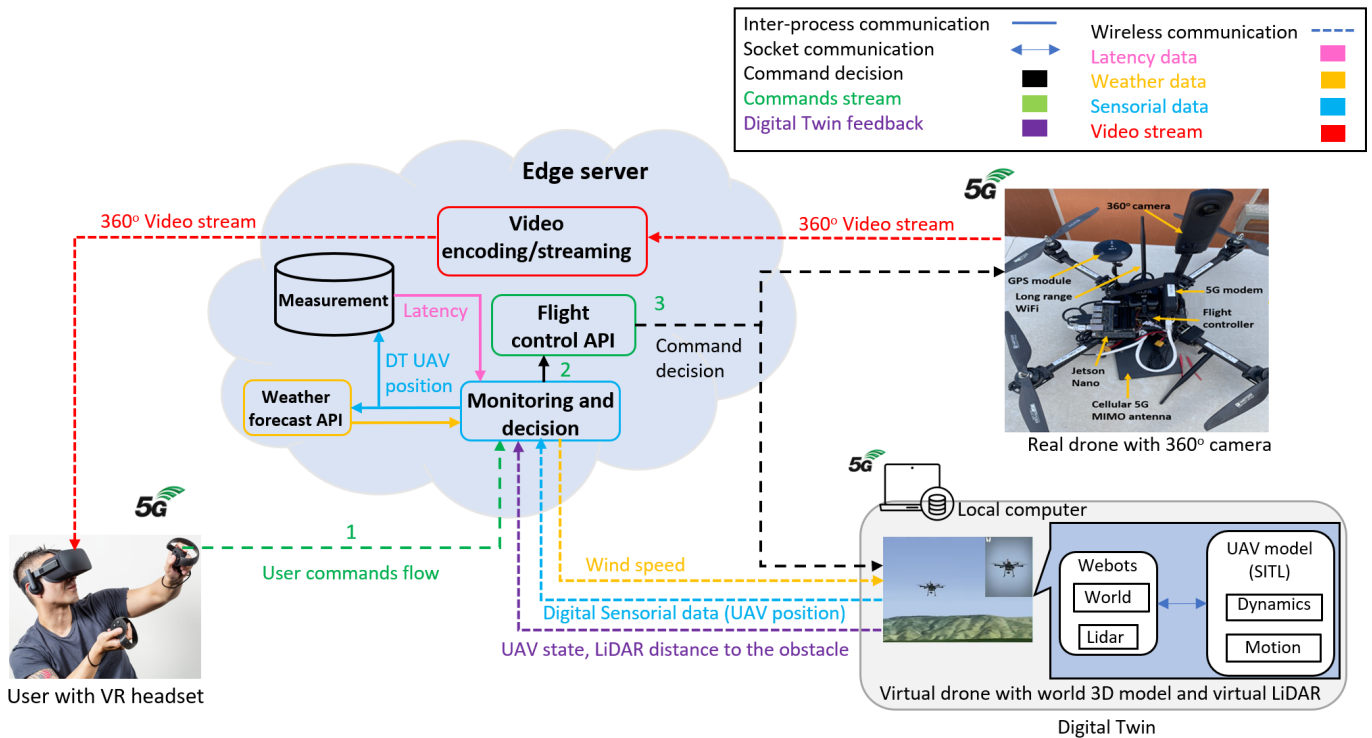 Inter-process communication
Socket communication
Command decision
Commands stream
Digital Twin feedback
Wireless communication
Latency data
Weather data
Sensorial data
Video stream
Edge server
5G
360° Video stream
Video
encoding/streaming
360° Video stream
360° camera
GPS module
Long range
WiFi
5G modem
Flight
controller
Jetson
Nano
Cellular 5G
MIMO antenna
Real drone with 360° camera
Measurement
Latency
Flight
control API
3
Command
decision
DT UAV
position
2
Weather
forecast API
Monitoring and
decision
5G
1
User commands flow
User with VR headset
Wind speed
Digital Sensorial data (UAV position)
UAV state, LiDAR distance to the obstacle
5G
Local computer
Webots
World
Lidar
UAV model
(SITL)
Dynamics
Motion
Virtual drone with world 3D model and virtual LiDAR
Digital Twin